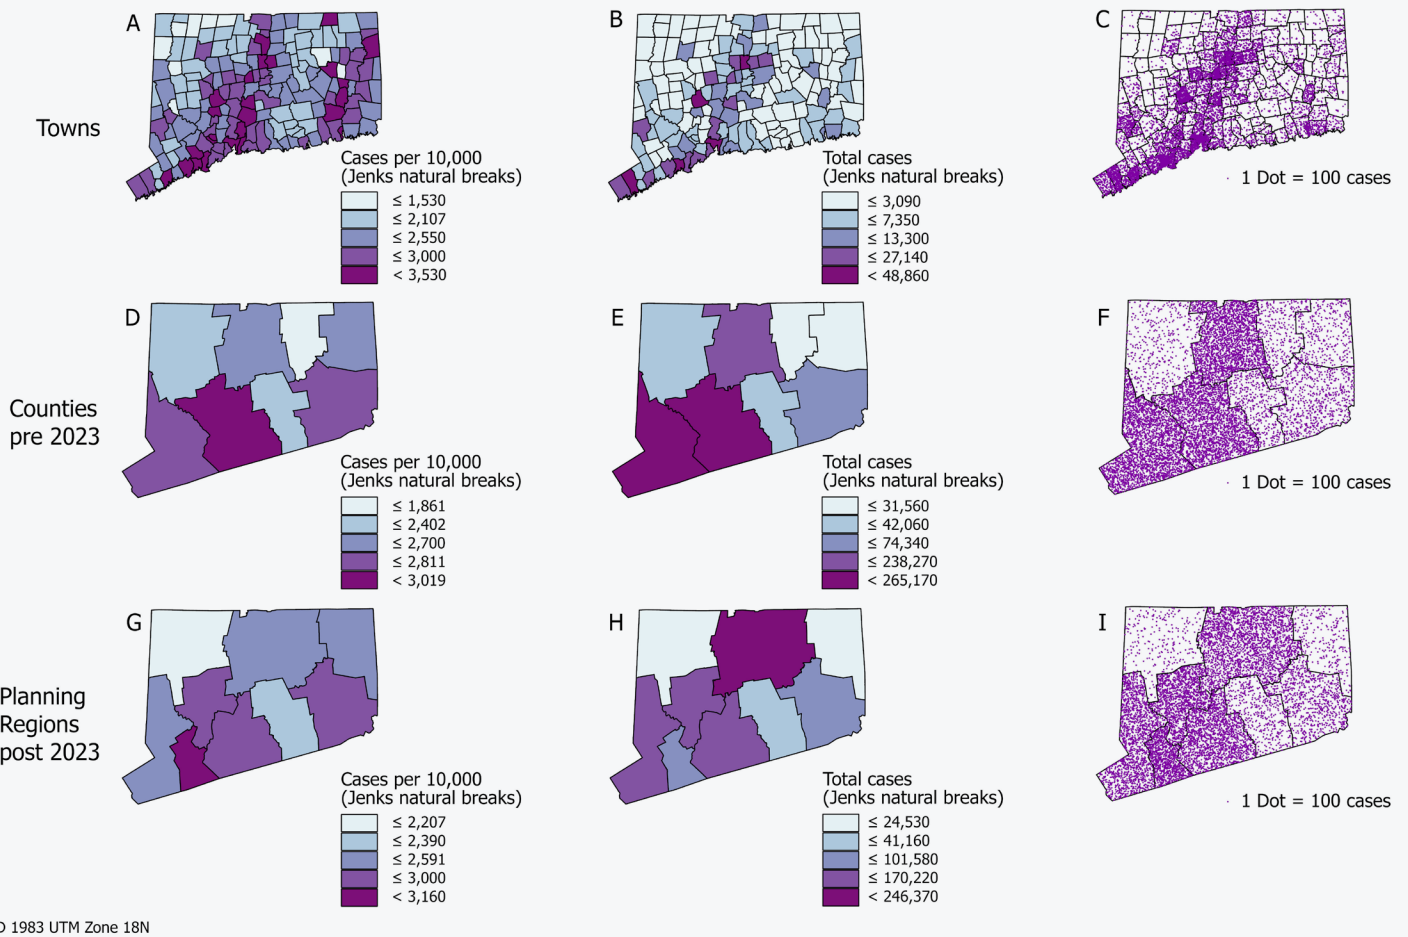 A
B
C
Towns
Cases per 10,000
(Jenks natural breaks)
≤ 1,530
≤ 2,107
≤ 2,550
≤ 3,000
< 3,530
Total cases
(Jenks natural breaks)
≤ 3,090
≤ 7,350
≤ 13,300
≤ 27,140
< 48,860
1 Dot = 100 cases
D
E
F
Counties
pre 2023
Cases per 10,000
(Jenks natural breaks)
≤ 1,861
≤ 2,402
≤ 2,700
≤ 2,811
< 3,019
Total cases
(Jenks natural breaks)
≤ 31,560
≤ 42,060
≤ 74,340
≤ 238,270
< 265,170
1 Dot = 100 cases
G
H
I
Planning
Regions
post 2023
Cases per 10,000
(Jenks natural breaks)
≤ 2,207
≤ 2,390
≤ 2,591
≤ 3,000
< 3,160
Total cases
(Jenks natural breaks)
≤ 24,530
≤ 41,160
≤ 101,580
≤ 170,220
< 246,370
1 Dot = 100 cases
1983 UTM Zone 18N